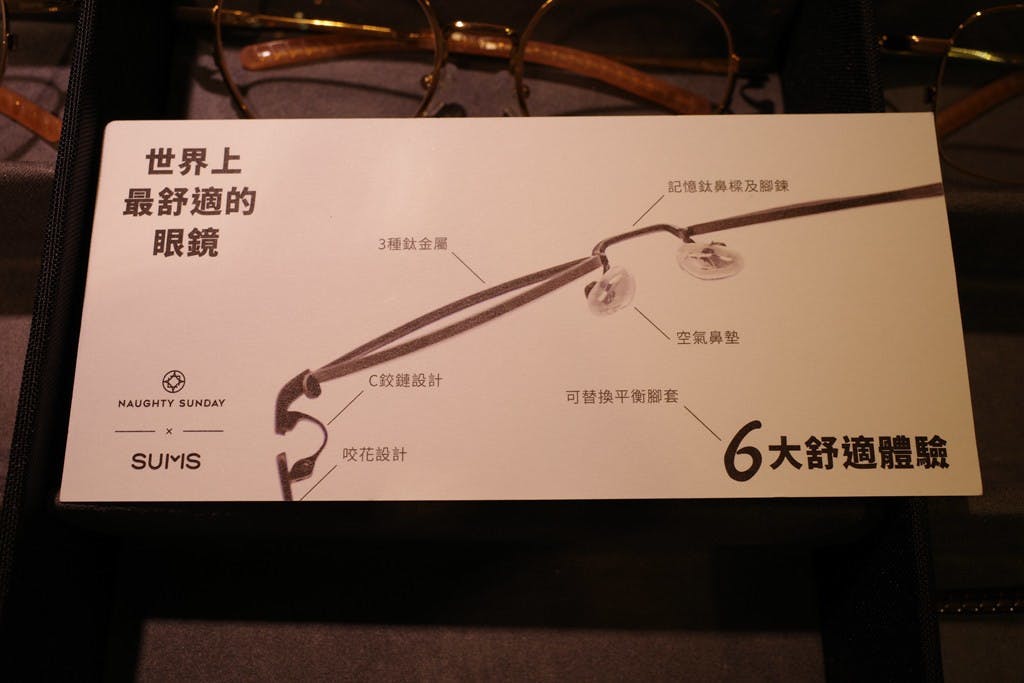 世界上
最舒適的
眼鏡
記憶鈦鼻樑及腳鍊
3種鈦金屬
空氣鼻墊
C鉸鏈設計
可替換平衡腳套
咬花設計
NAUGHTY SUNDAY
×
SUMS
6大舒適體驗